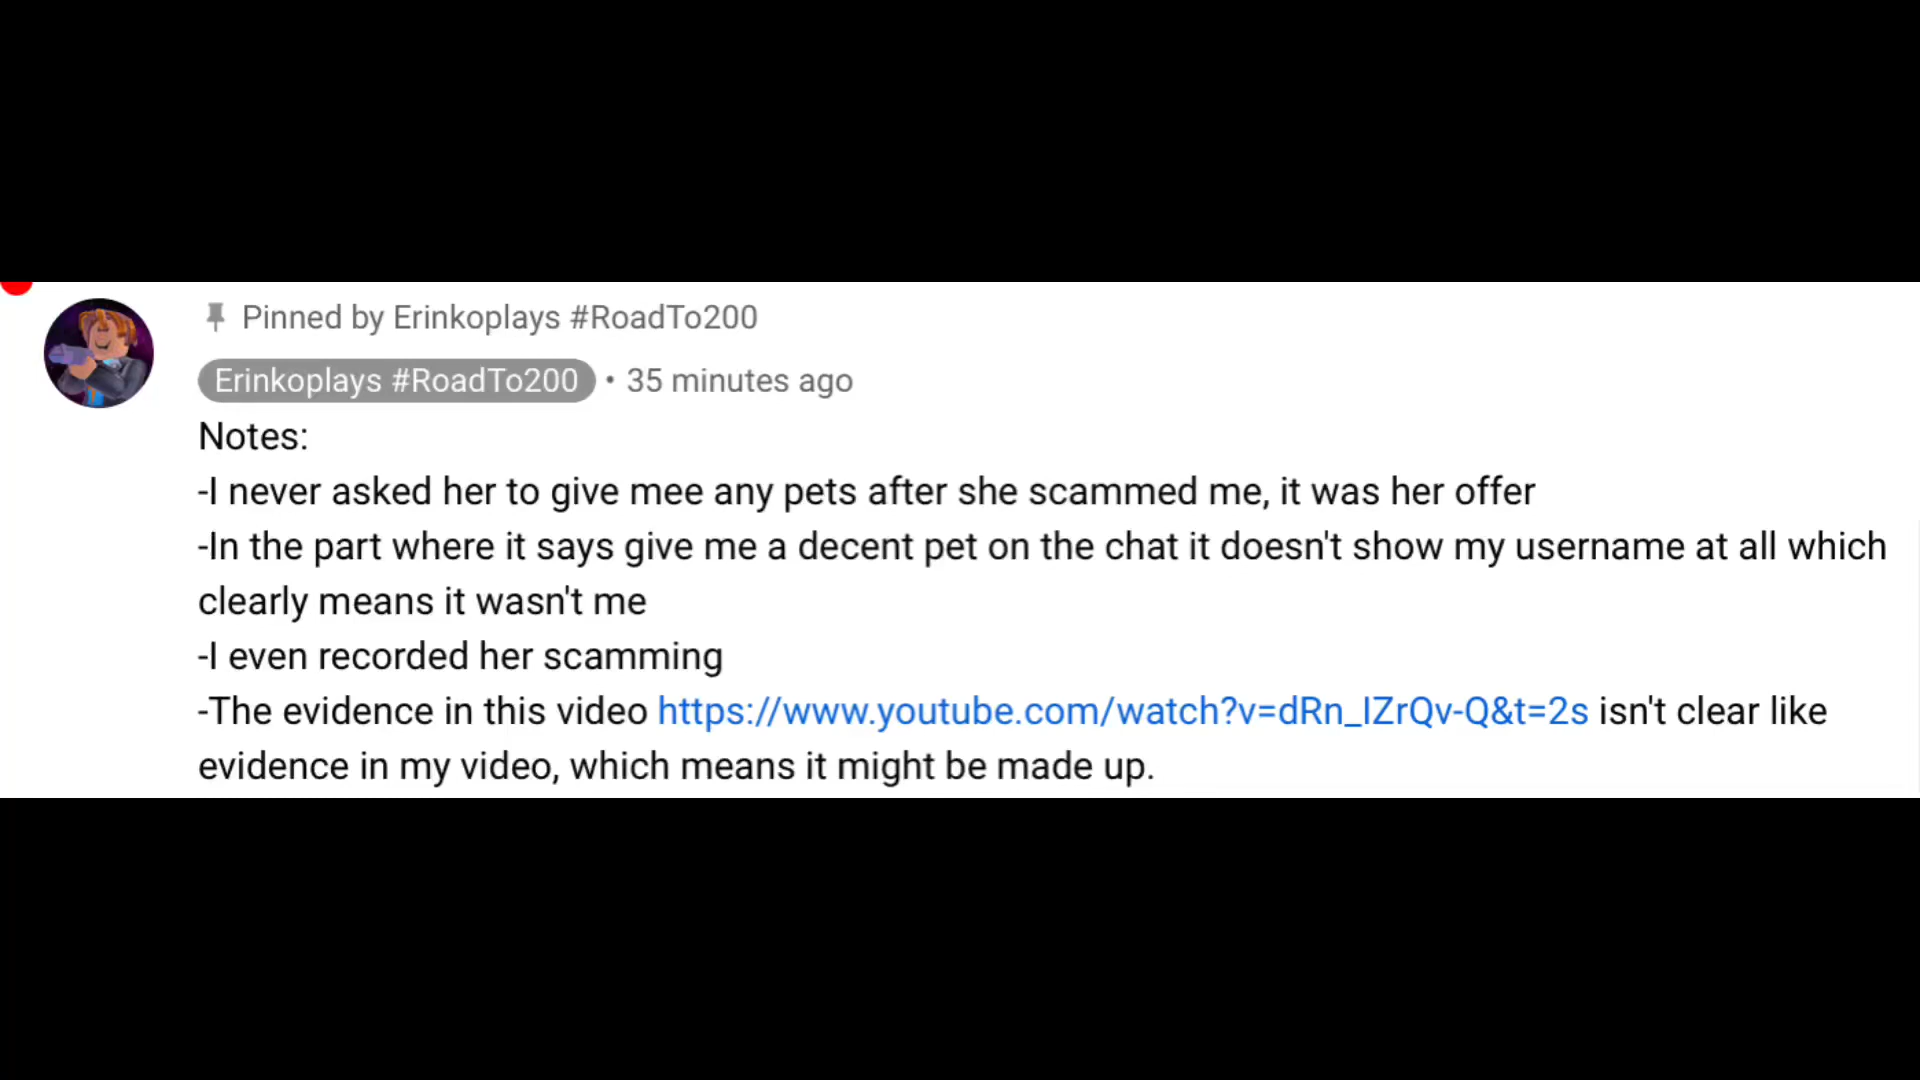 Pinned by Erinkoplays #RoadTo200
Erinkoplays #RoadTo200 • 35 minutes ago
Notes:
-I never asked her to give mee any pets after she scammed me, it was her offer
-In the part where it says give me a decent pet on the chat it doesn't show my username at all which
clearly means it wasn't me
-I even recorded her scamming
-The evidence in this video https://www.youtube.com/watch?v=dRn_IZrQv-Q&t=2s isn't clear like
evidence in my video, which means it might be made up.